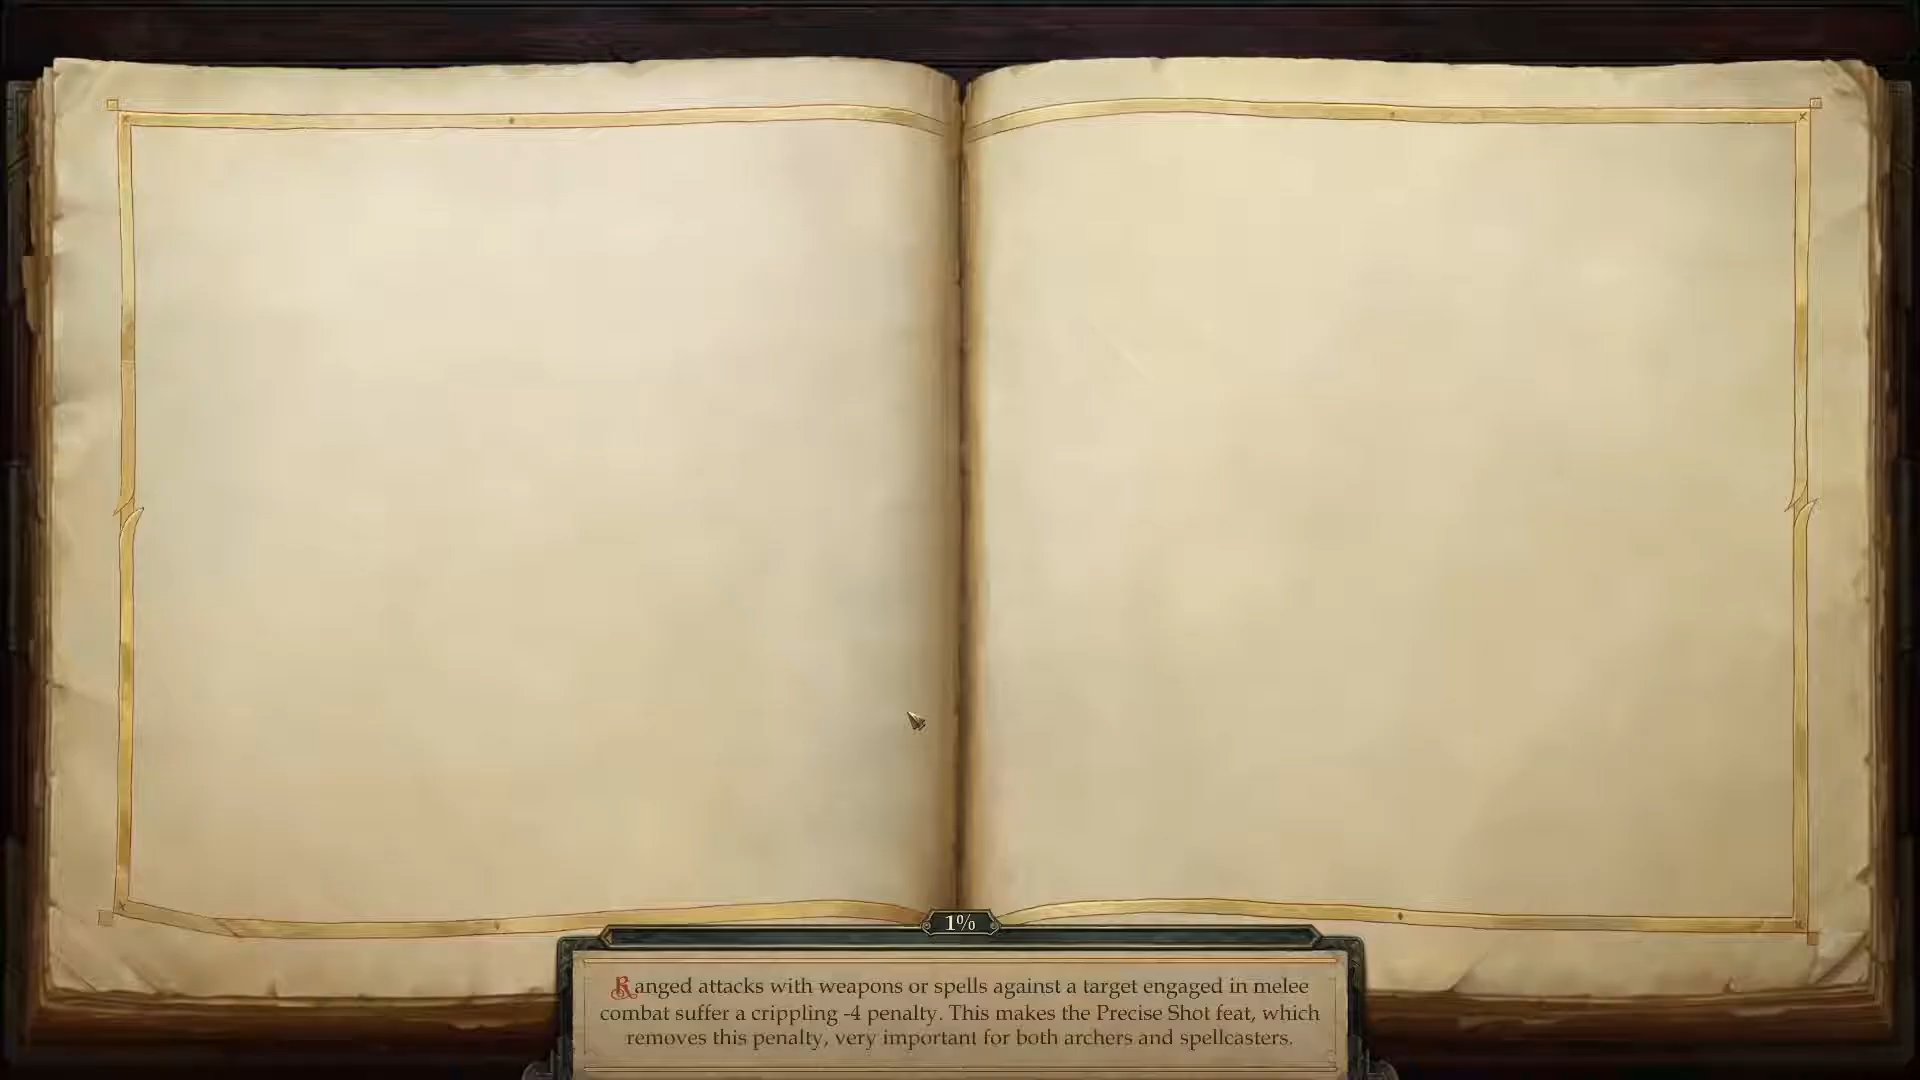 1%
Ranged attacks with weapons or spells against a target engaged in melee
combat suffer a crippling -4 penalty. This makes the Precise Shot feat, which
removes this penalty, very important for both archers and spellcasters.